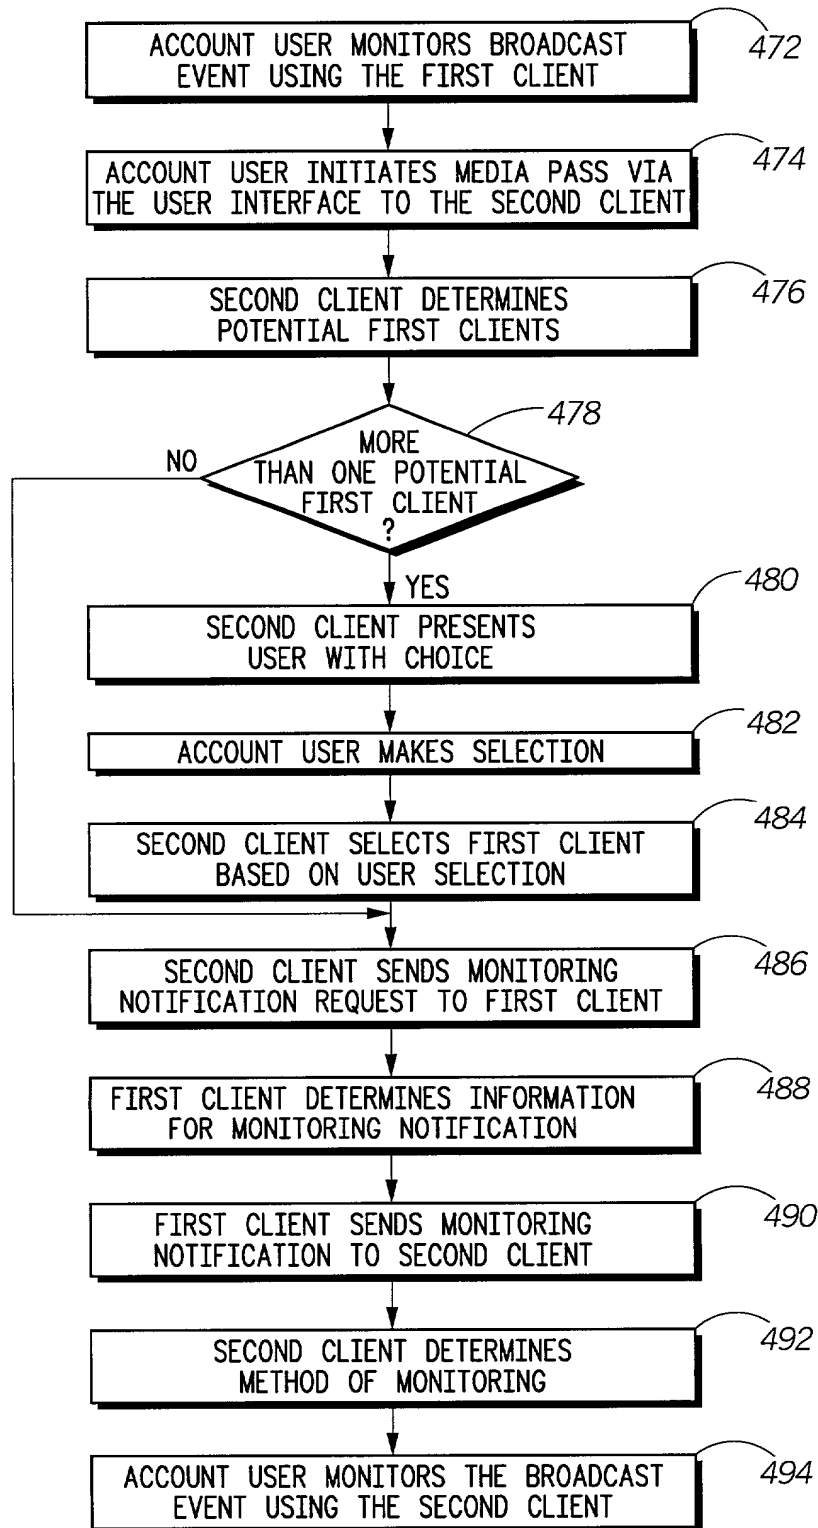 ACCOUNT USER MONITORS BROADCAST
EVENT USING THE FIRST CLIENT
472
ACCOUNT USER INITIATES MEDIA PASS VIA
THE USER INTERFACE TO THE SECOND CLIENT
474
SECOND CLIENT DETERMINES
POTENTIAL FIRST CLIENTS
476
MORE
THAN ONE POTENTIAL
FIRST CLIENT
?
478
NO
YES
SECOND CLIENT PRESENTS
USER WITH CHOICE
480
ACCOUNT USER MAKES SELECTION
482
SECOND CLIENT SELECTS FIRST CLIENT
BASED ON USER SELECTION
484
SECOND CLIENT SENDS MONITORING
NOTIFICATION REQUEST TO FIRST CLIENT
486
FIRST CLIENT DETERMINES INFORMATION
FOR MONITORING NOTIFICATION
488
FIRST CLIENT SENDS MONITORING
NOTIFICATION TO SECOND CLIENT
490
SECOND CLIENT DETERMINES
METHOD OF MONITORING
492
ACCOUNT USER MONITORS THE BROADCAST
EVENT USING THE SECOND CLIENT
494